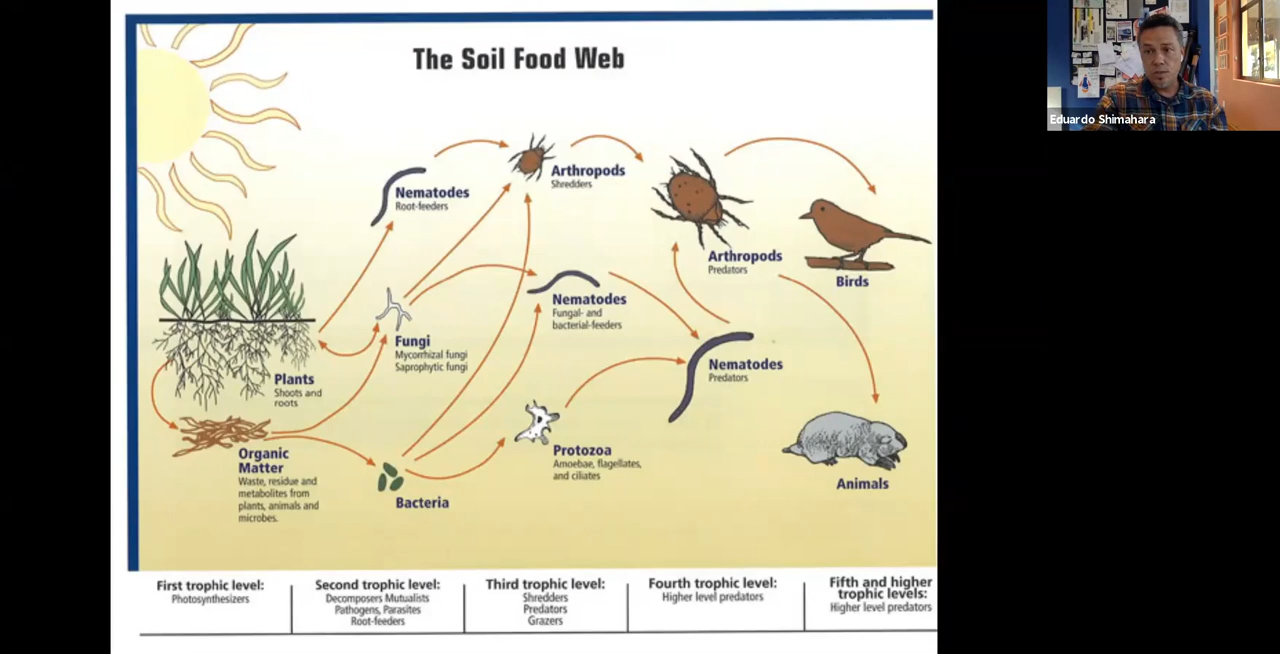 The Soil Food Web
Eduardo Shimahara
Arthropods
Shredders
Nematodes
Root-feeders
Arthropods
Predators
Birds
Nematodes
Fungal- and
bacterial-feeders
Fungi
Mycorrhizal fungi
Saprophytic fungi
Nematodes
Predators
Plants
Shoots and
roots
Organic
Matter
Waste, residue and
metabolites from
plants, animals and
microbes.
Protozoa
Amoebae, flagellates,
and ciliates
Bacteria
Animals
First trophic level:
Photosynthesizers
Second trophic level:
Decomposers Mutualists
Pathogens, Parasites
Root-feeders
Third trophic level:
Shredders
Predators
Grazers
Fourth trophic level:
Higher level predators
Fifth and higher
trophic levels:
Higher level predators